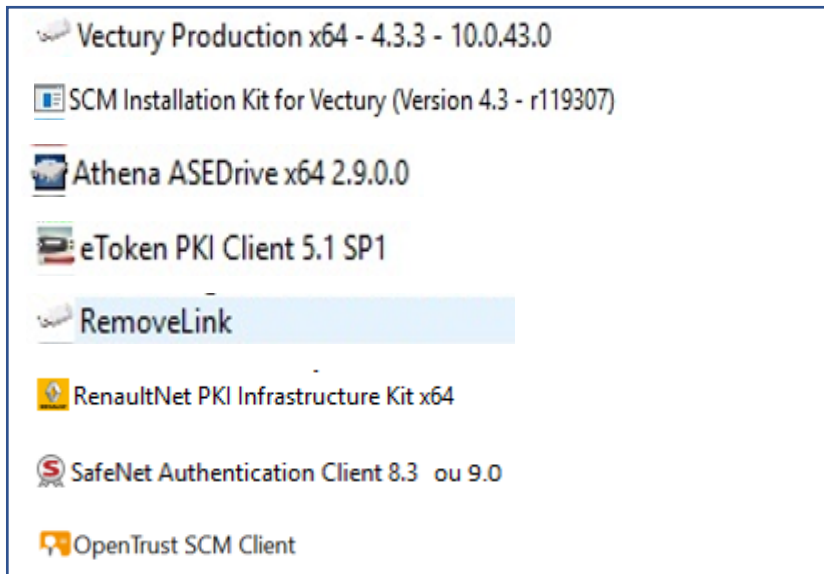 Vectury Production x64 - 4.3.3 - 10.0.43.0
SCM Installation Kit for Vectury (Version 4.3 - r119307)
Athena ASEDrive x64 2.9.0.0
eToken PKI Client 5.1 SP1
RemoveLink
RenaultNet PKI Infrastructure Kit x64
SafeNet Authentication Client 8.3 ou 9.0
OpenTrust SCM Client